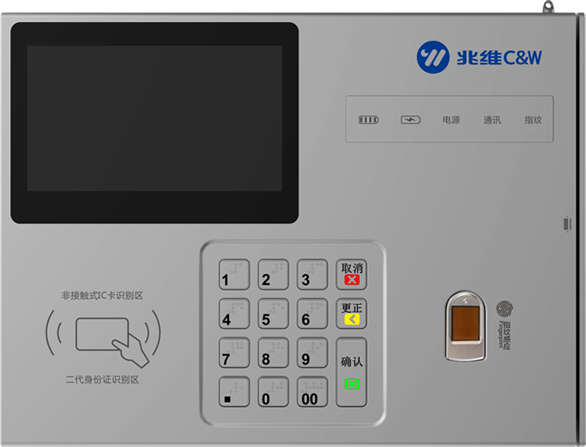 兆维C&W
电源 通讯 指纹
非接触式IC卡识别区
二代身份证识别区
1 2 3 取消
4 5 6 更正
7 8 9 确认
. 0 00
指纹感应
Fingerprint